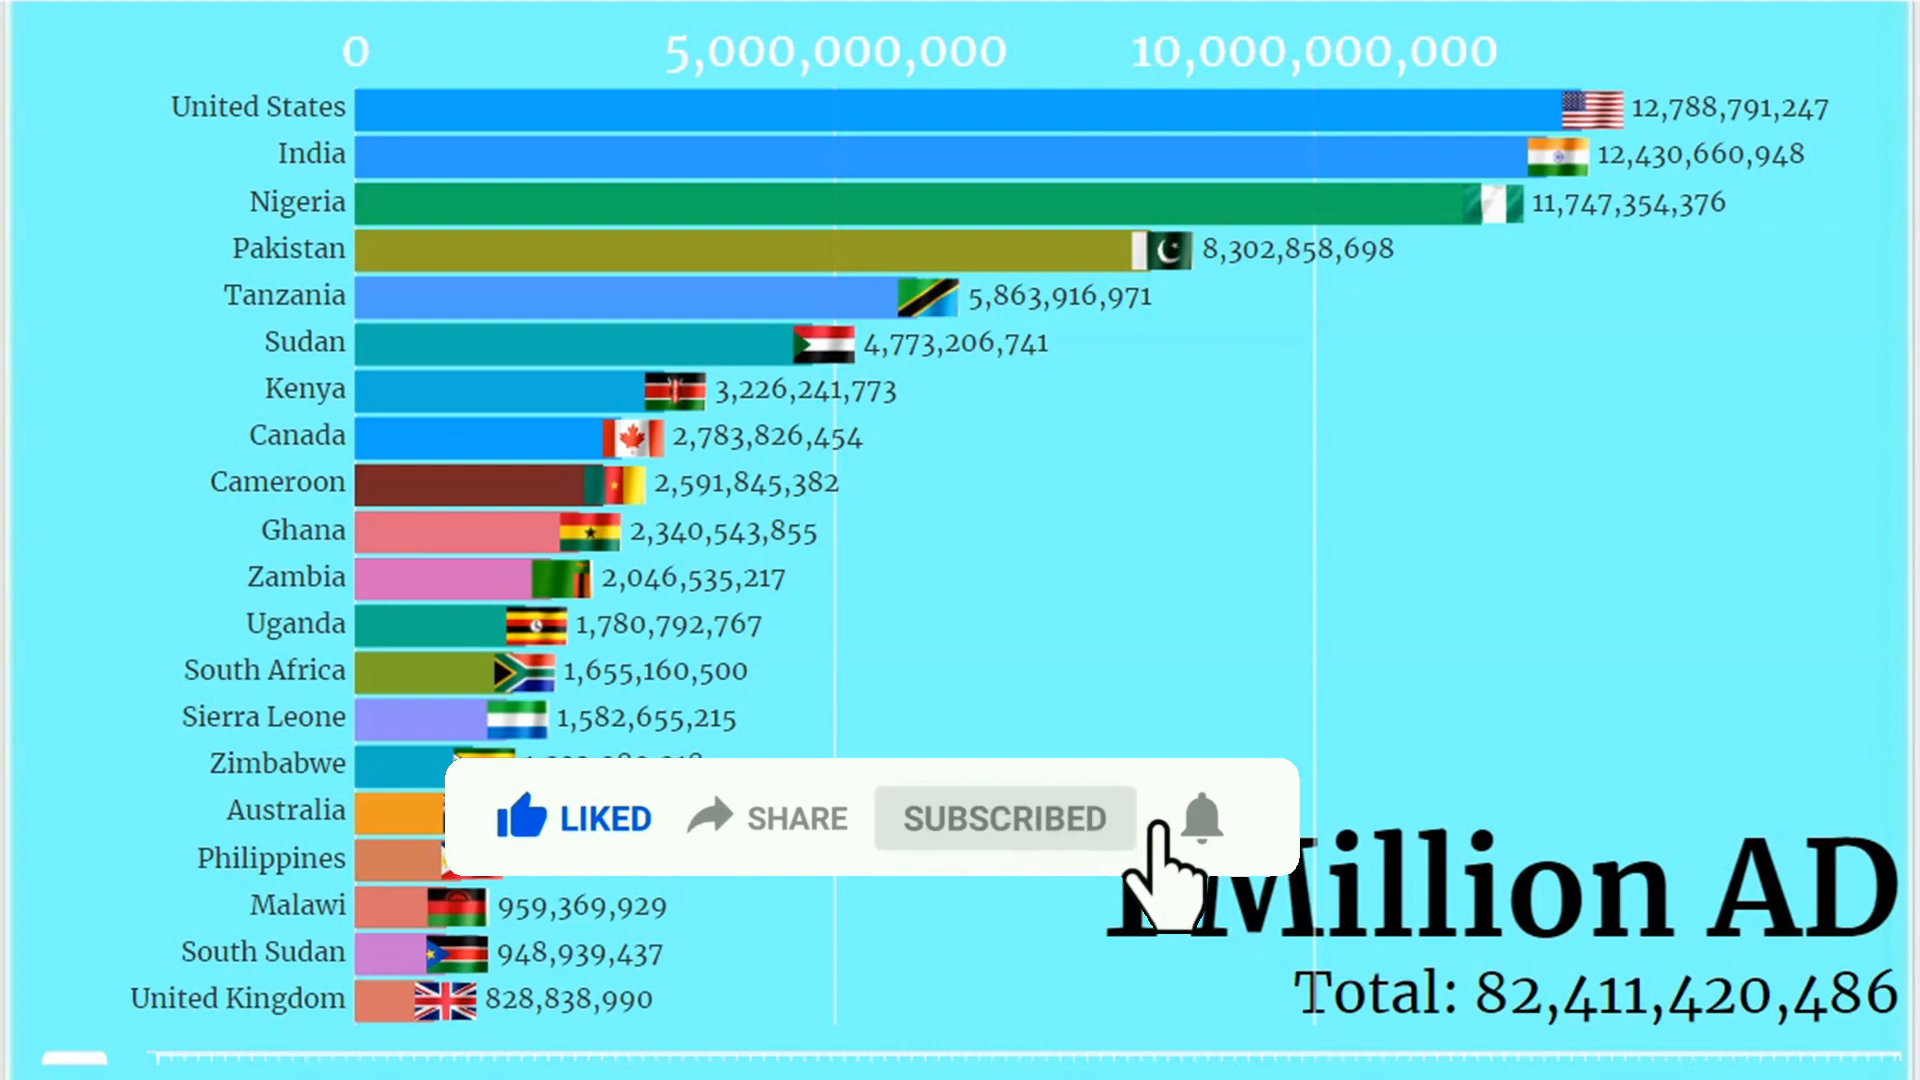 0 5,000,000,000 10,000,000,000
United States 12,788,791,247
India 12,430,660,948
Nigeria 11,747,354,376
Pakistan 8,302,858,698
Tanzania 5,863,916,971
Sudan 4,773,206,741
Kenya 3,226,241,773
Canada 2,783,826,454
Cameroon 2,591,845,382
Ghana 2,340,543,855
Zambia 2,046,535,217
Uganda 1,780,792,767
South Africa 1,655,160,500
Sierra Leone 1,582,655,215
Zimbabwe
Australia
LIKED SHARE SUBSCRIBED
Philippines
Million AD
Malawi 959,369,929
South Sudan 948,939,437
United Kingdom 828,838,990
Total: 82,411,420,486